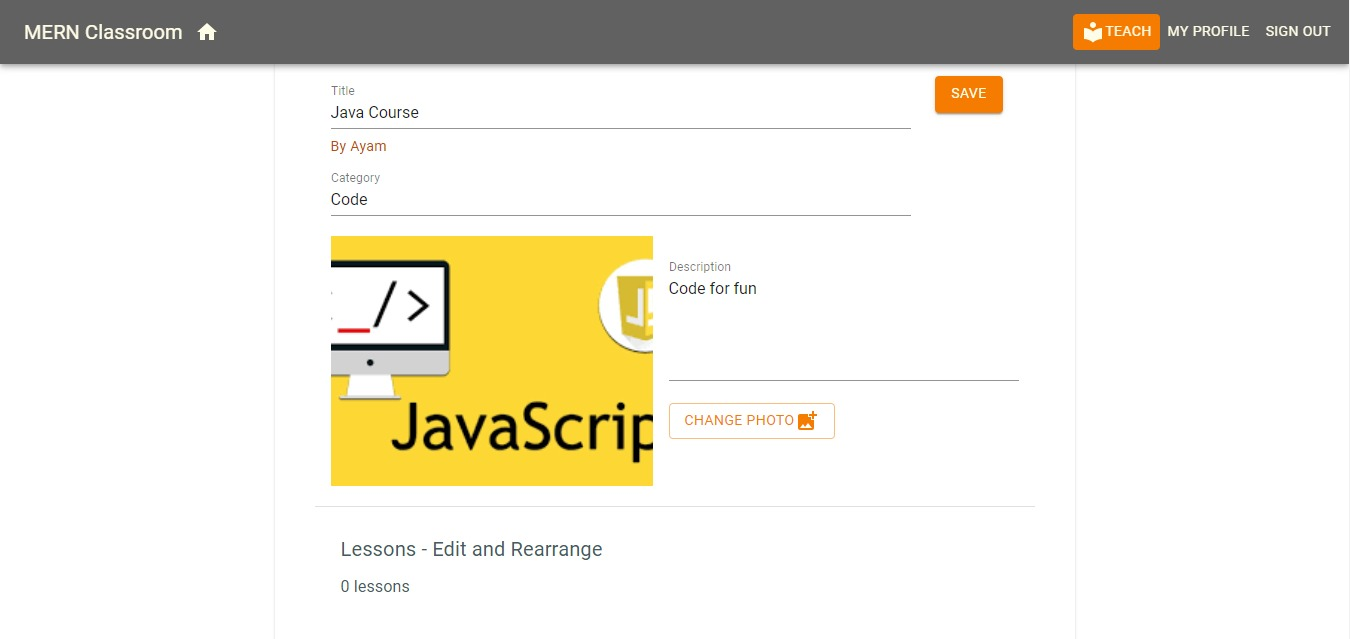 MERN Classroom
TEACH MY PROFILE SIGN OUT
Title
Java Course
SAVE
By Ayam
Category
Code
_/>
JS
JavaScrip
Description
Code for fun
CHANGE PHOTO
Lessons - Edit and Rearrange
0 lessons